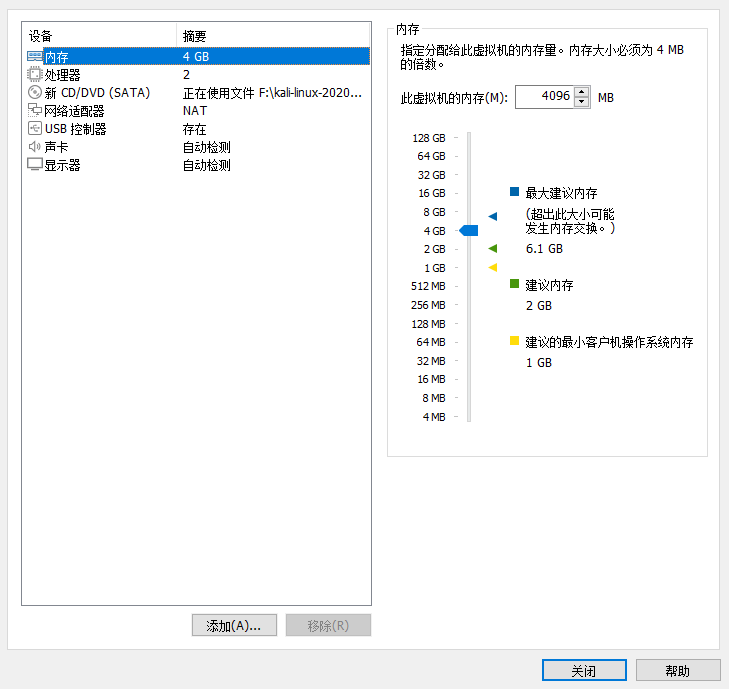 设备 摘要
内存 4 GB
处理器 2
新 CD/DVD (SATA) 正在使用文件 F:\kali-linux-2020...
网络适配器 NAT
USB 控制器 存在
声卡 自动检测
显示器 自动检测
添加(A)... 移除(R)
内存
指定分配给此虚拟机的内存量。内存大小必须为 4 MB
的倍数。
此虚拟机的内存(M): 4096 MB
128 GB
64 GB
32 GB
16 GB
8 GB
4 GB
2 GB
1 GB
512 MB
256 MB
128 MB
64 MB
32 MB
16 MB
8 MB
4 MB
最大建议内存
(超出此大小可能
发生内存交换。)
6.1 GB
建议内存
2 GB
建议的最小客户机操作系统内存
1 GB
关闭 帮助